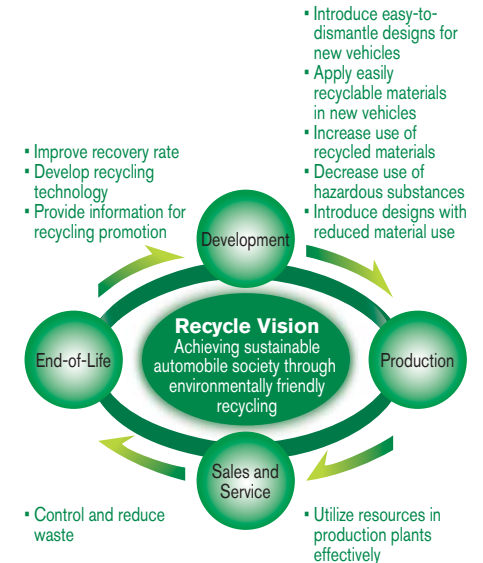 • Introduce easy-to-
dismantle designs for
new vehicles
• Apply easily
recyclable materials
in new vehicles
• Increase use of
recycled materials
• Decrease use of
hazardous substances
• Introduce designs with
reduced material use
• Improve recovery rate
• Develop recycling
technology
• Provide information for
recycling promotion
Development
End-of-Life
Recycle Vision
Achieving sustainable
automobile society through
environmentally friendly
recycling
Production
Sales and
Service
• Control and reduce
waste
• Utilize resources in
production plants
effectively